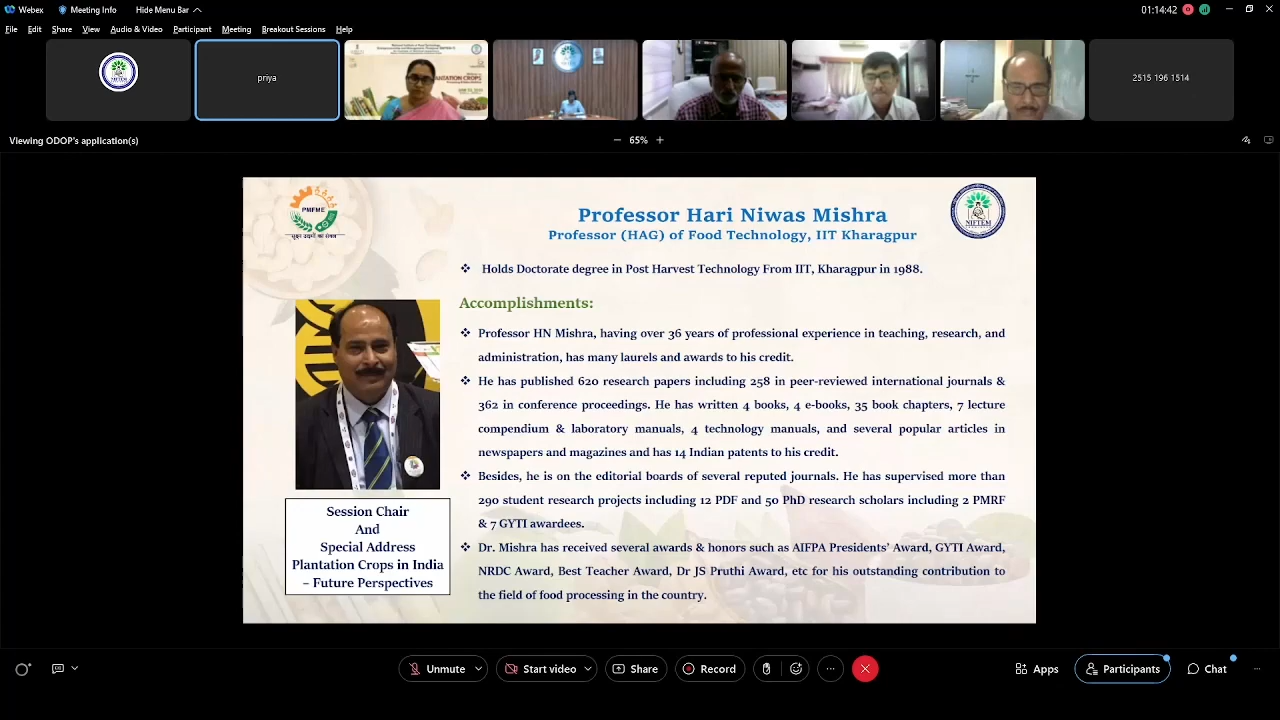 Webex
Meeting Info
Hide Menu Bar
01:14:42
File
Edit
Share
View
Audio & Video
Participant
Meeting
Breakout Sessions
Help
priya
PLANTATION CROPS
2515 196 1514
Viewing ODOP's application(s)
65%
PMFME
Professor Hari Niwas Mishra
Professor (HAG) of Food Technology, IIT Kharagpur
NIFTEM
❖ Holds Doctorate degree in Post Harvest Technology From IIT, Kharagpur in 1988.
Accomplishments:
❖ Professor HN Mishra, having over 36 years of professional experience in teaching, research, and
administration, has many laurels and awards to his credit.
❖ He has published 620 research papers including 258 in peer-reviewed international journals &
362 in conference proceedings. He has written 4 books, 4 e-books, 35 book chapters, 7 lecture
compendium & laboratory manuals, 4 technology manuals, and several popular articles in
newspapers and magazines and has 14 Indian patents to his credit.
❖ Besides, he is on the editorial boards of several reputed journals. He has supervised more than
290 student research projects including 12 PDF and 50 PhD research scholars including 2 PMRF
& 7 GYTI awardees.
❖ Dr. Mishra has received several awards & honors such as AIFPA Presidents' Award, GYTI Award,
NRDC Award, Best Teacher Award, Dr JS Pruthi Award, etc for his outstanding contribution to
the field of food processing in the country.
Session Chair
And
Special Address
Plantation Crops in India
– Future Perspectives
Unmute
Start video
Share
Record
Apps
Participants
Chat